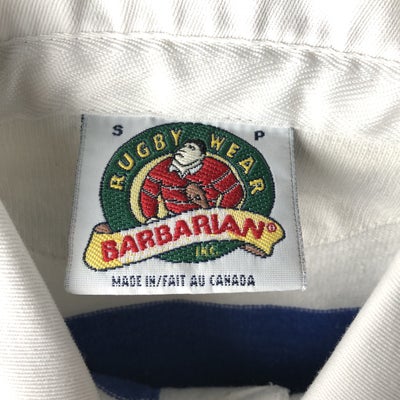 S P
RUGBY WEAR
BARBARIAN®
INC.
MADE IN/FAIT AU CANADA